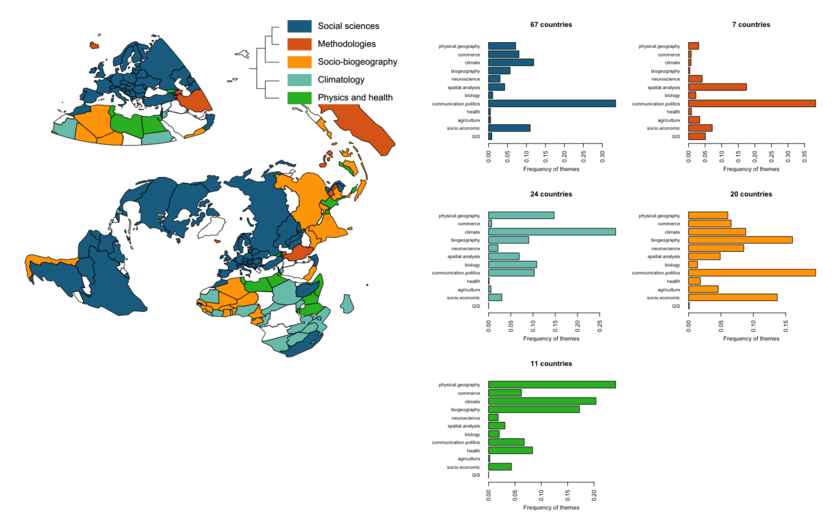 Social sciences
Methodologies
Socio-biogeography
Climatology
Physics and health
67 countries
physical.geography
commerce
climate
biogeography
neuroscience
spatial.analysis
biology
communication.politics
health
agriculture
socio.economic
GIS
0.00
0.05
0.10
0.15
0.20
0.25
0.30
Frequency of themes
7 countries
physical.geography
commerce
climate
biogeography
neuroscience
spatial.analysis
biology
communication.politics
health
agriculture
socio.economic
GIS
0.00
0.05
0.10
0.15
0.20
0.25
0.30
0.35
Frequency of themes
24 countries
physical.geography
commerce
climate
biogeography
neuroscience
spatial.analysis
biology
communication.politics
health
agriculture
socio.economic
GIS
0.00
0.05
0.10
0.15
0.20
0.25
Frequency of themes
20 countries
physical.geography
commerce
climate
biogeography
neuroscience
spatial.analysis
biology
communication.politics
health
agriculture
socio.economic
GIS
0.00
0.05
0.10
0.15
Frequency of themes
11 countries
physical.geography
commerce
climate
biogeography
neuroscience
spatial.analysis
biology
communication.politics
health
agriculture
socio.economic
GIS
0.00
0.05
0.10
0.15
0.20
Frequency of themes